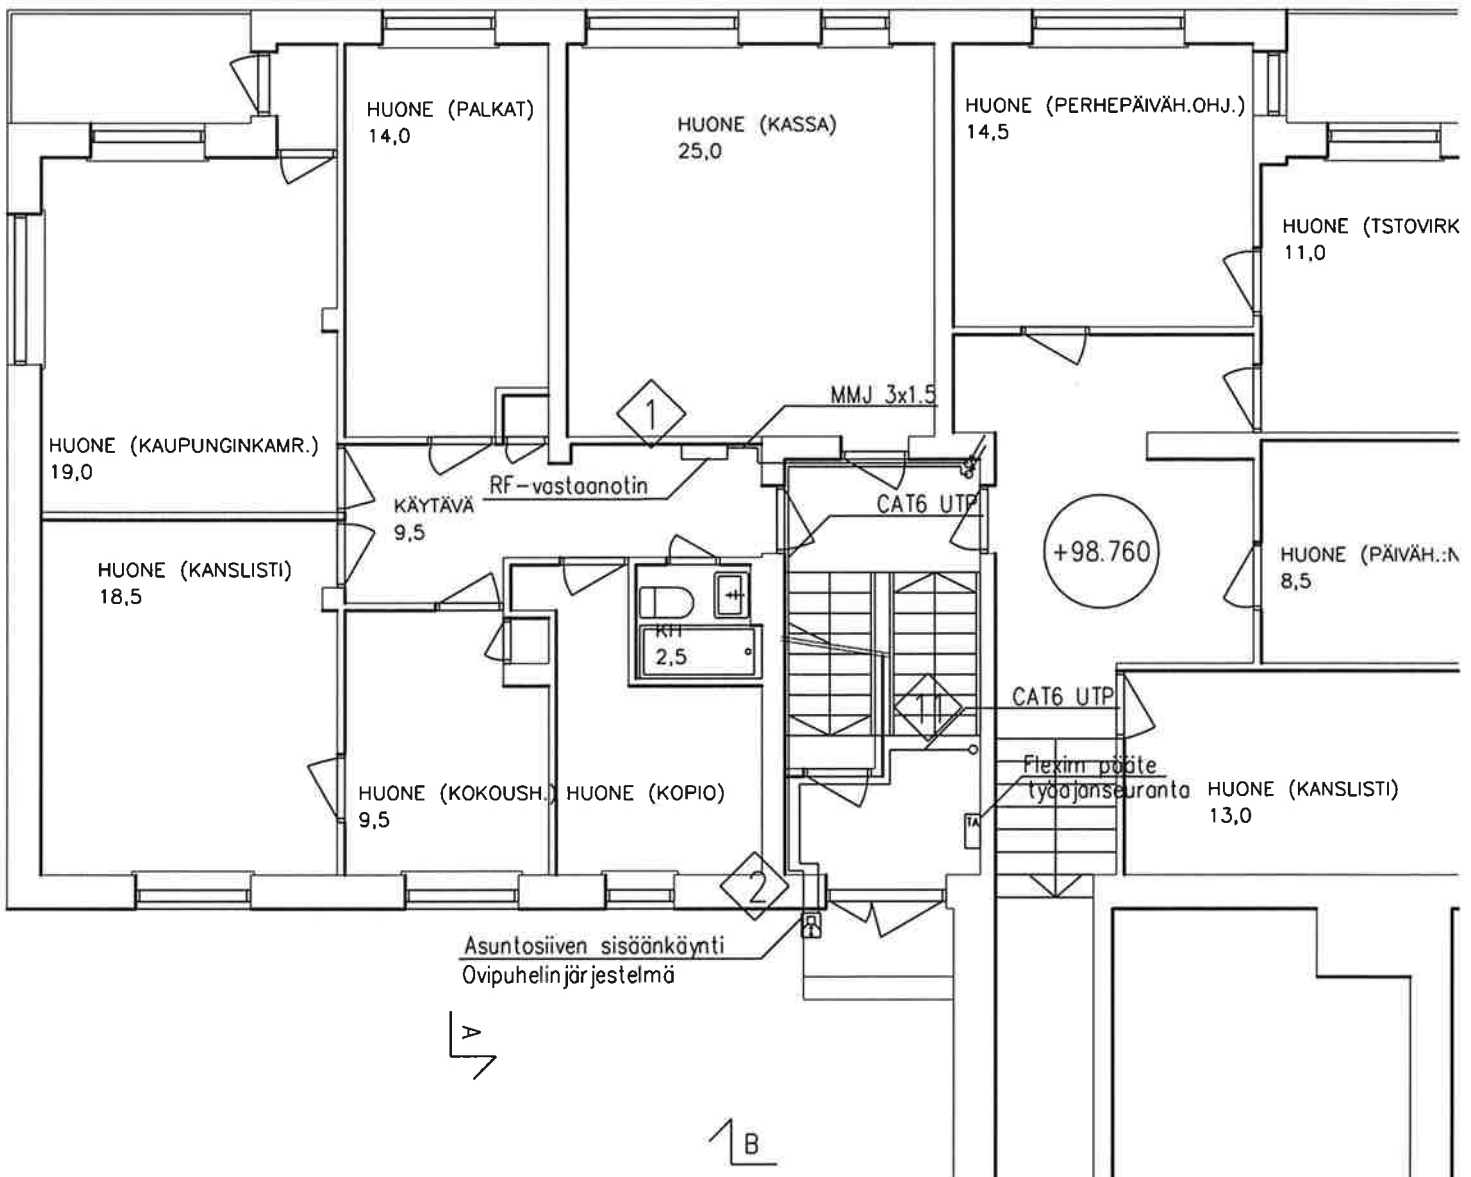 HUONE (PALKAT)
14,0
HUONE (KASSA)
25,0
HUONE (PERHEPÄIVÄH.OHJ.)
14,5
HUONE (TSTOVIRK
11,0
HUONE (KAUPUNGINKAMR.)
19,0
1
MMJ 3x1.5
RF-vastaanotin
KÄYTÄVÄ
9,5
CAT6 UTP
+98.760
HUONE (PÄIVÄH.:N
8,5
HUONE (KANSLISTI)
18,5
KH
2,5
11
CAT6 UTP
Flexim pääte
työajanseuranta
TA
HUONE (KOKOUSH.)
9,5
HUONE (KOPIO)
HUONE (KANSLISTI)
13,0
2
Asuntosiiven sisäänkäynti
Ovipuhelinjärjestelmä
A
B